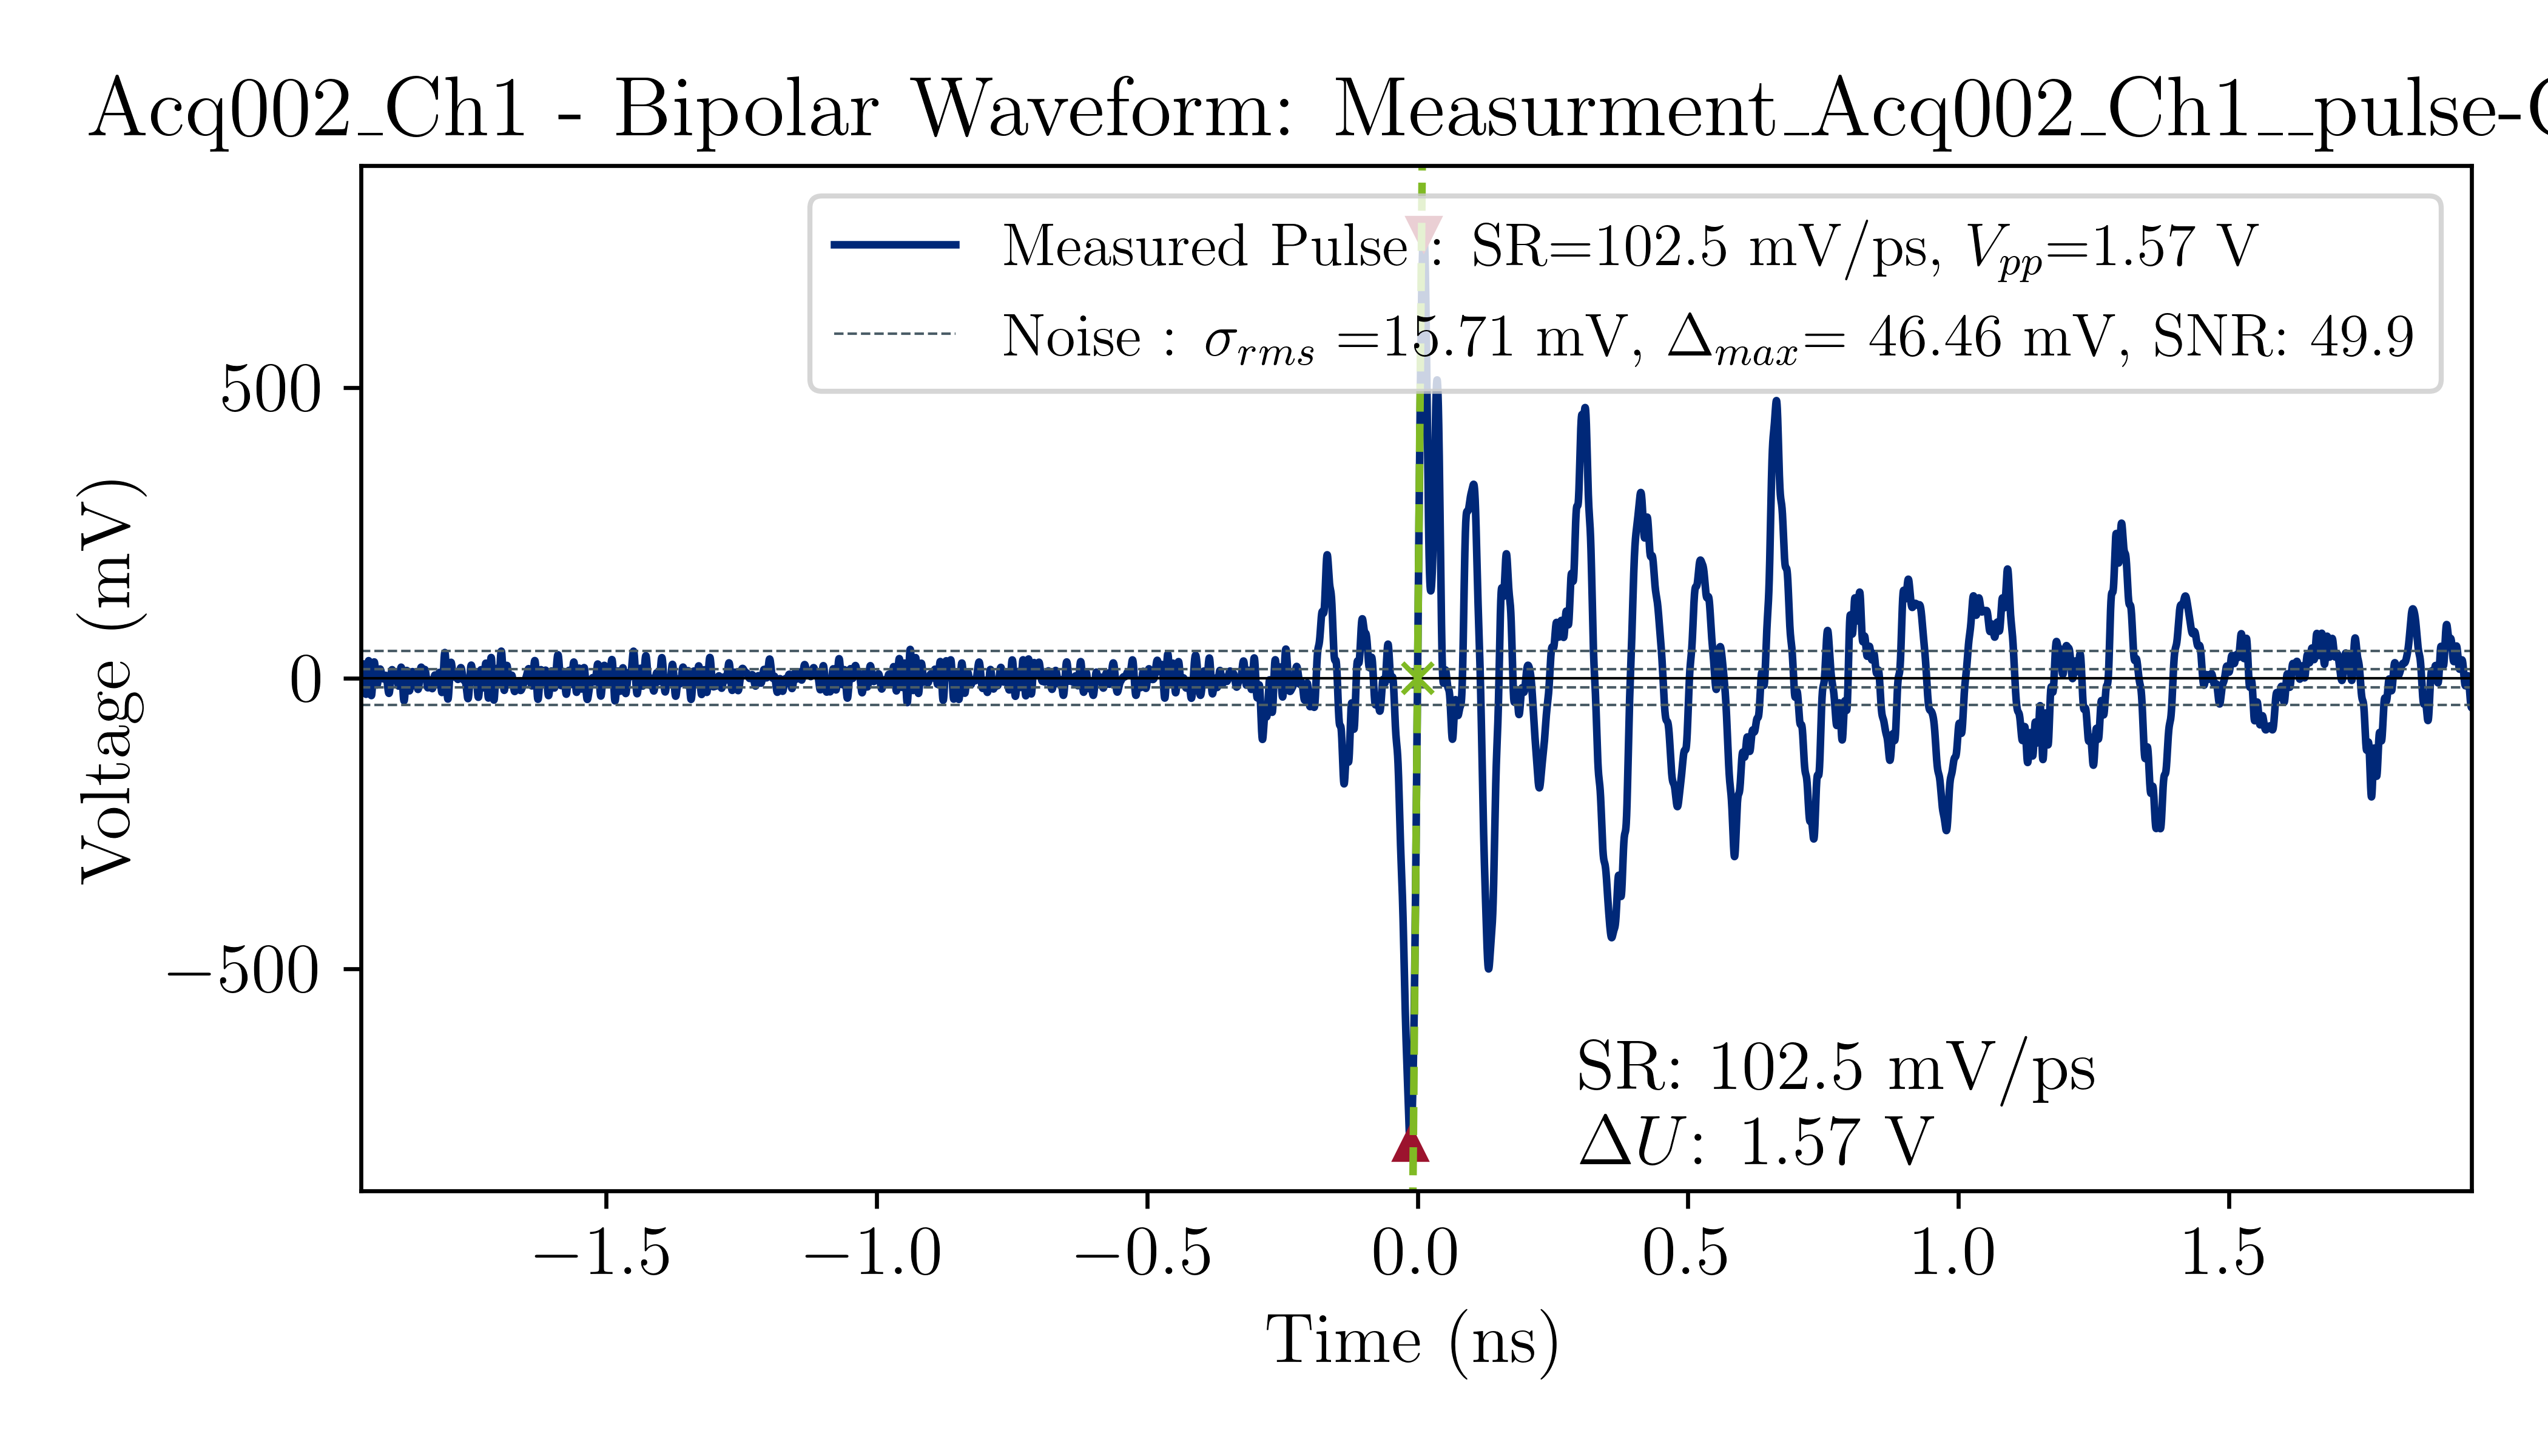 Acq002_Ch1 - Bipolar Waveform: Measurment_Acq002_Ch1__pulse-
Measured Pulse : SR=102.5 mV/ps, Vpp=1.57 V
Noise : σrms =15.71 mV, Δmax= 46.46 mV, SNR: 49.9
500
0
−500
Voltage (mV)
SR: 102.5 mV/ps
ΔU: 1.57 V
−1.5 −1.0 −0.5 0.0 0.5 1.0 1.5
Time (ns)